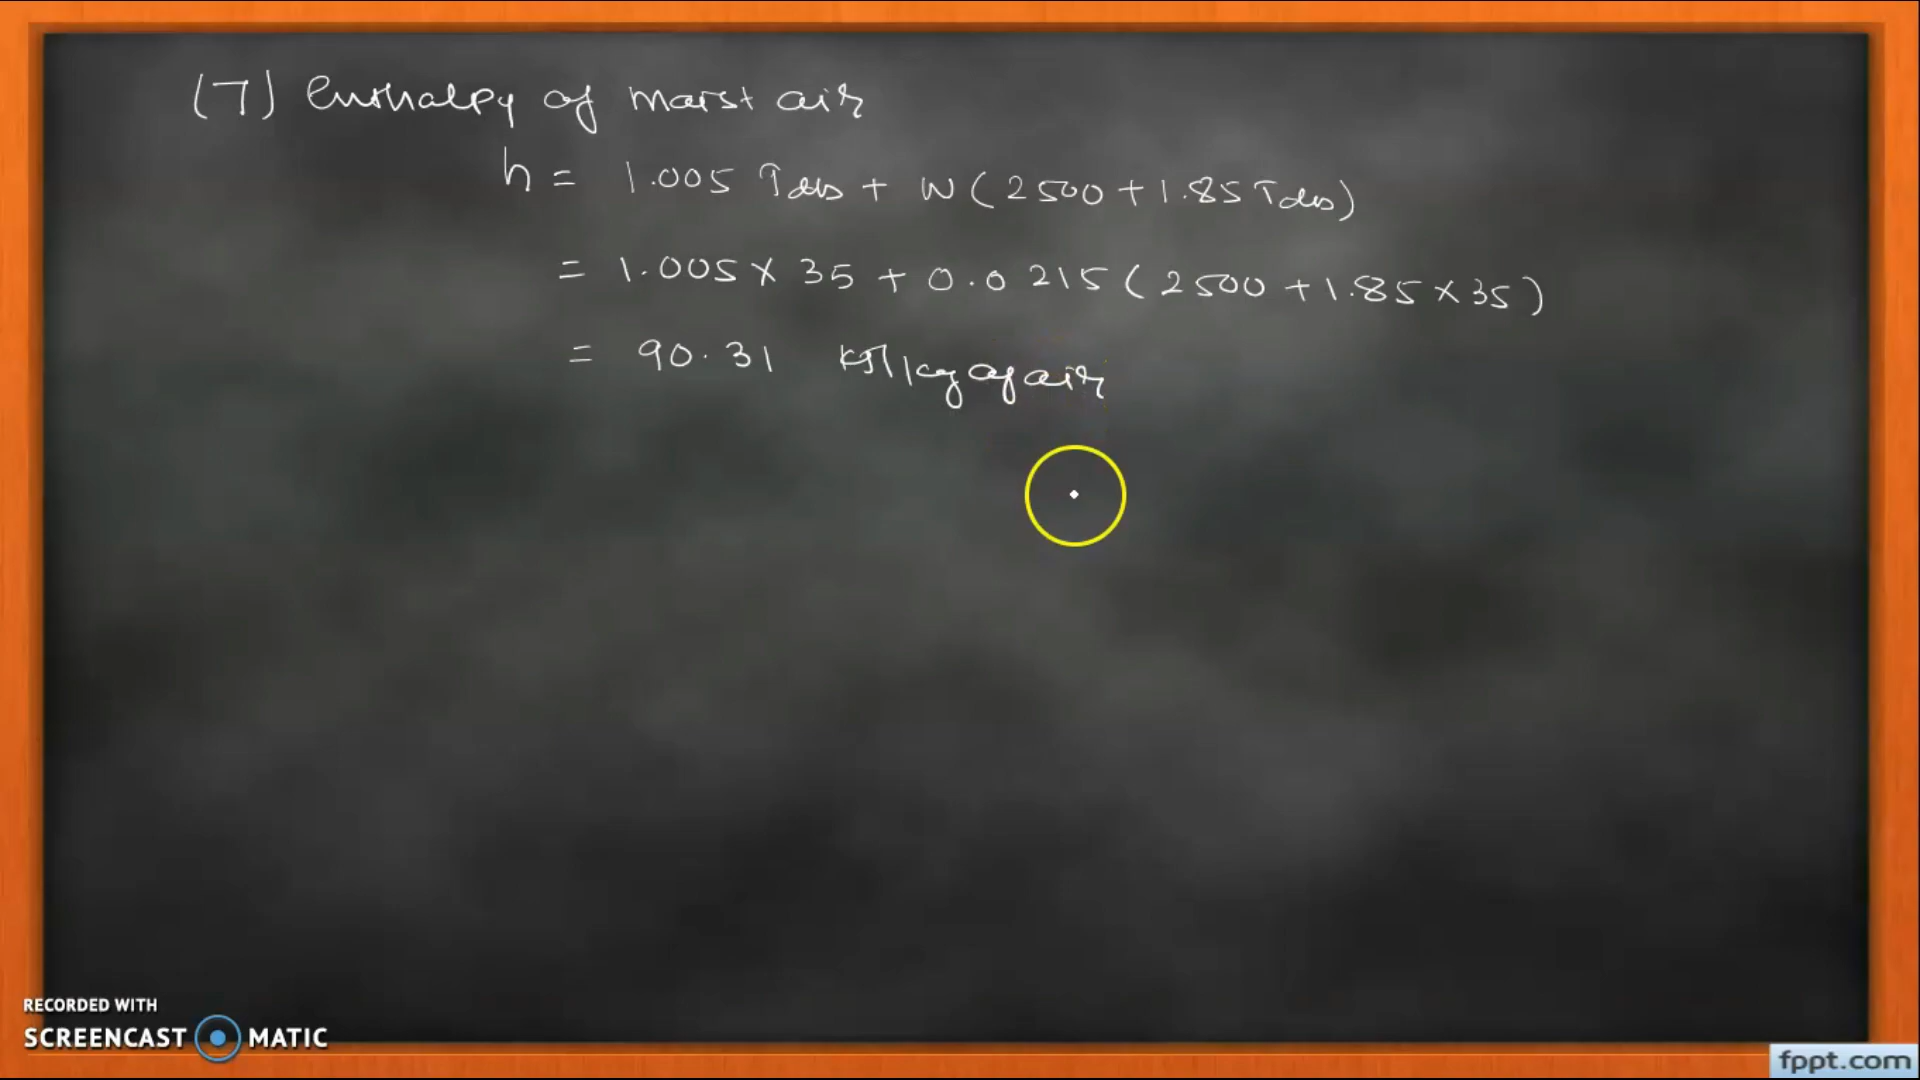 (7) Enthalpy of moist air
h = 1.005 Tdb + W (2500 + 1.85 Tdb)
= 1.005 × 35 + 0.0215 (2500 + 1.85 × 35)
= 90.31 kJ/kg of air
RECORDED WITH
SCREENCAST MATIC
fppt.com